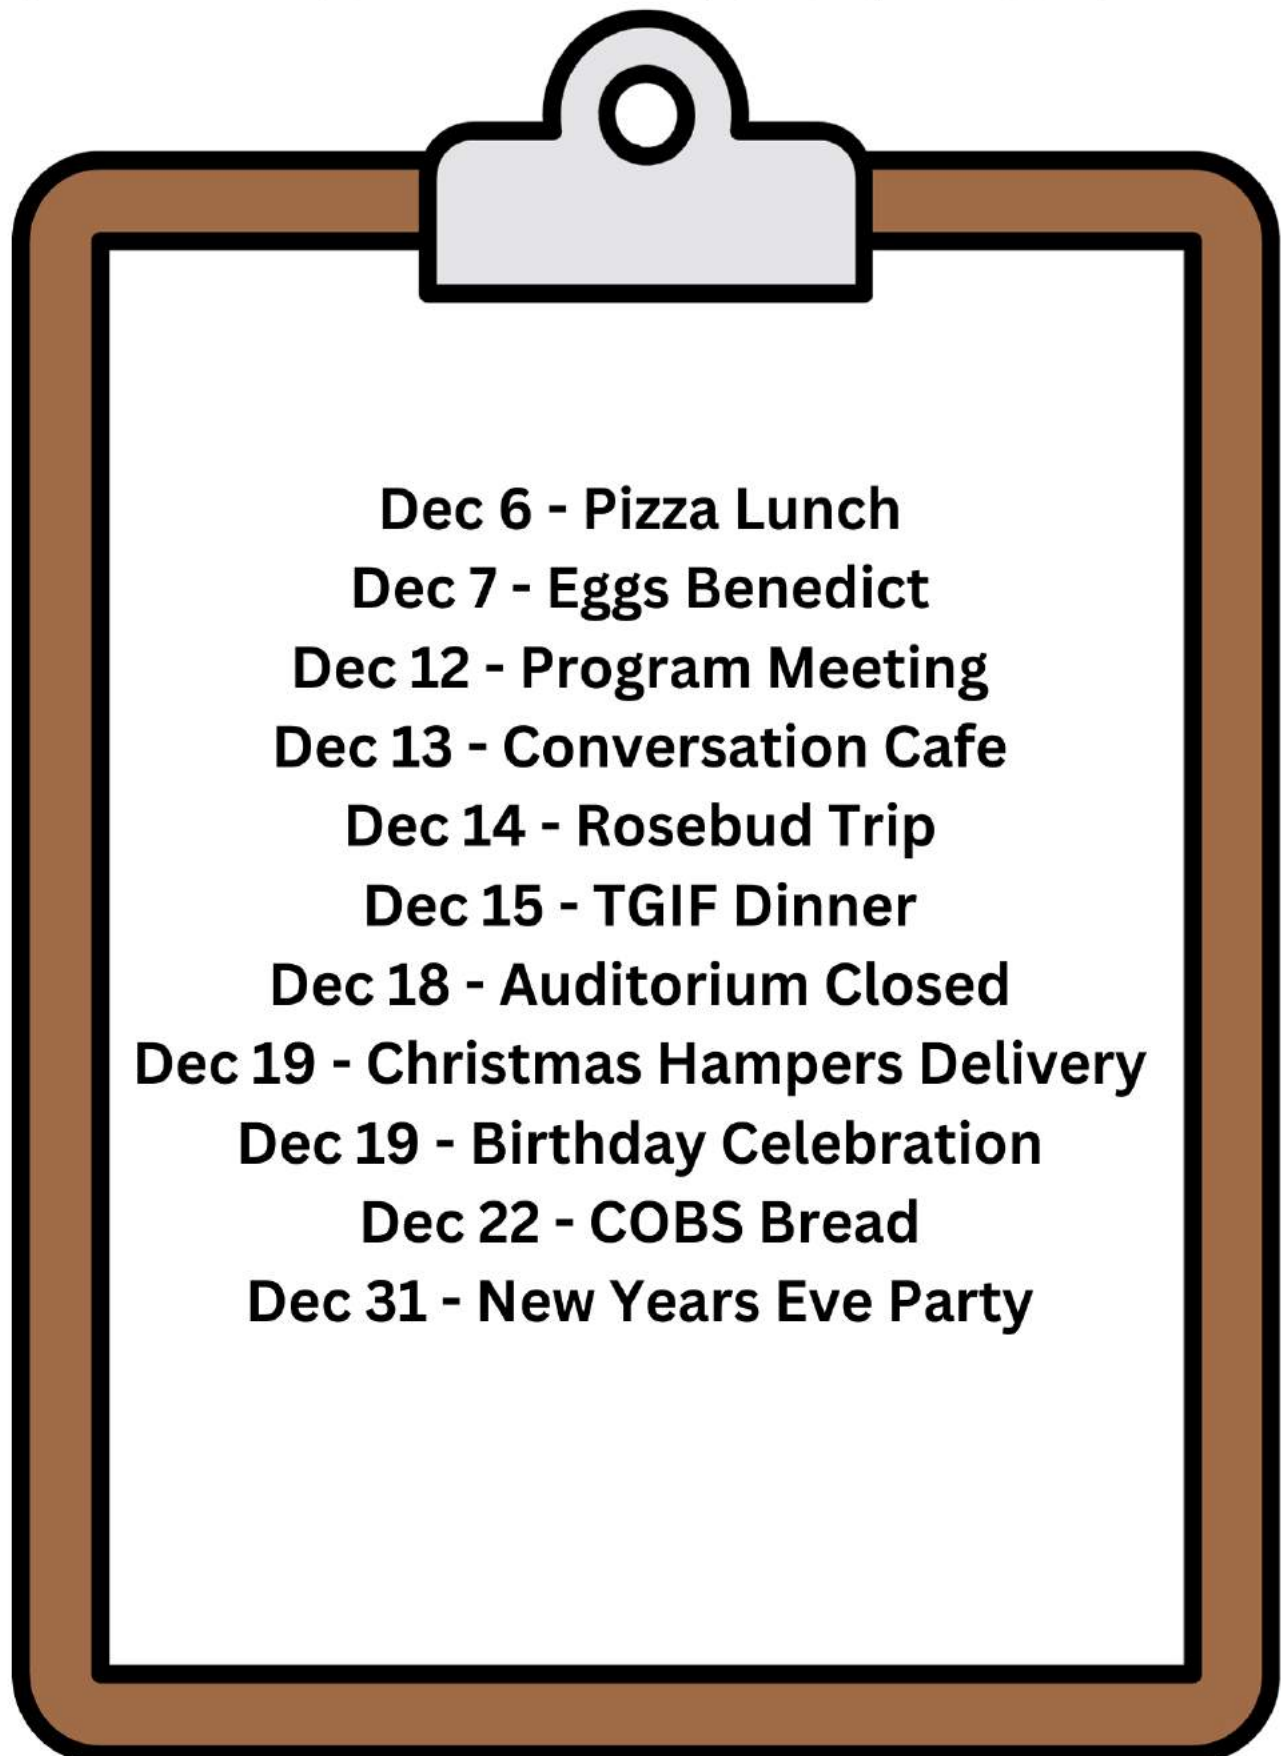 Dec 6 - Pizza Lunch
Dec 7 - Eggs Benedict
Dec 12 - Program Meeting
Dec 13 - Conversation Cafe
Dec 14 - Rosebud Trip
Dec 15 - TGIF Dinner
Dec 18 - Auditorium Closed
Dec 19 - Christmas Hampers Delivery
Dec 19 - Birthday Celebration
Dec 22 - COBS Bread
Dec 31 - New Years Eve Party